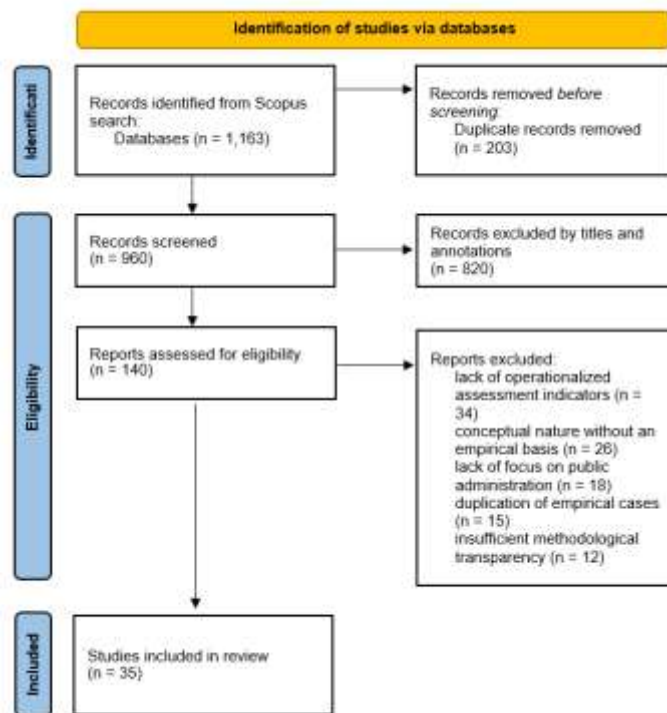 Identification of studies via databases
Identificati
Records identified from Scopus
search:
Databases (n = 1,163)
Records removed before
screening:
Duplicate records removed
(n = 203)
Eligibility
Records screened
(n = 960)
Records excluded by titles and
annotations
(n = 820)
Reports assessed for eligibility
(n = 140)
Reports excluded:
lack of operationalized
assessment indicators (n =
34)
conceptual nature without an
empirical basis (n = 26)
lack of focus on public
administration (n = 18)
duplication of empirical cases
(n = 15)
insufficient methodological
transparency (n = 12)
Included
Studies included in review
(n = 35)